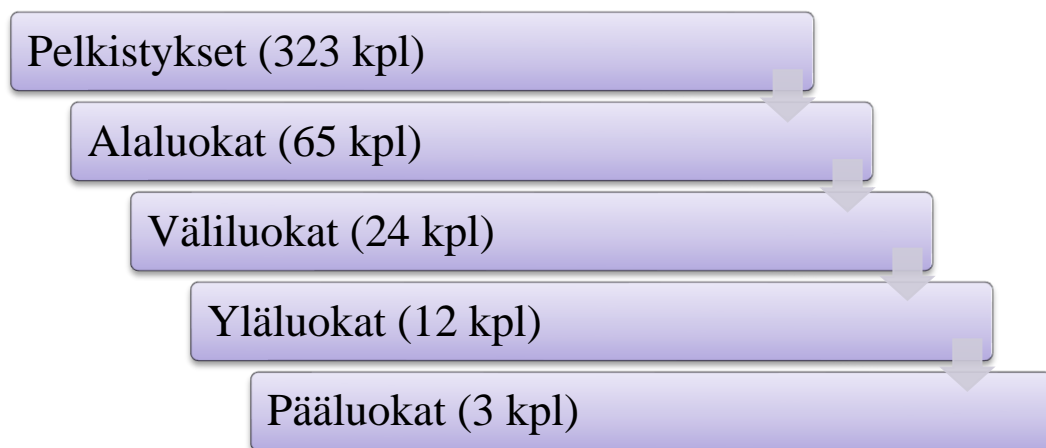 Pelkistykset (323 kpl)
Alaluokat (65 kpl)
Väliluokat (24 kpl)
Yläluokat (12 kpl)
Pääluokat (3 kpl)